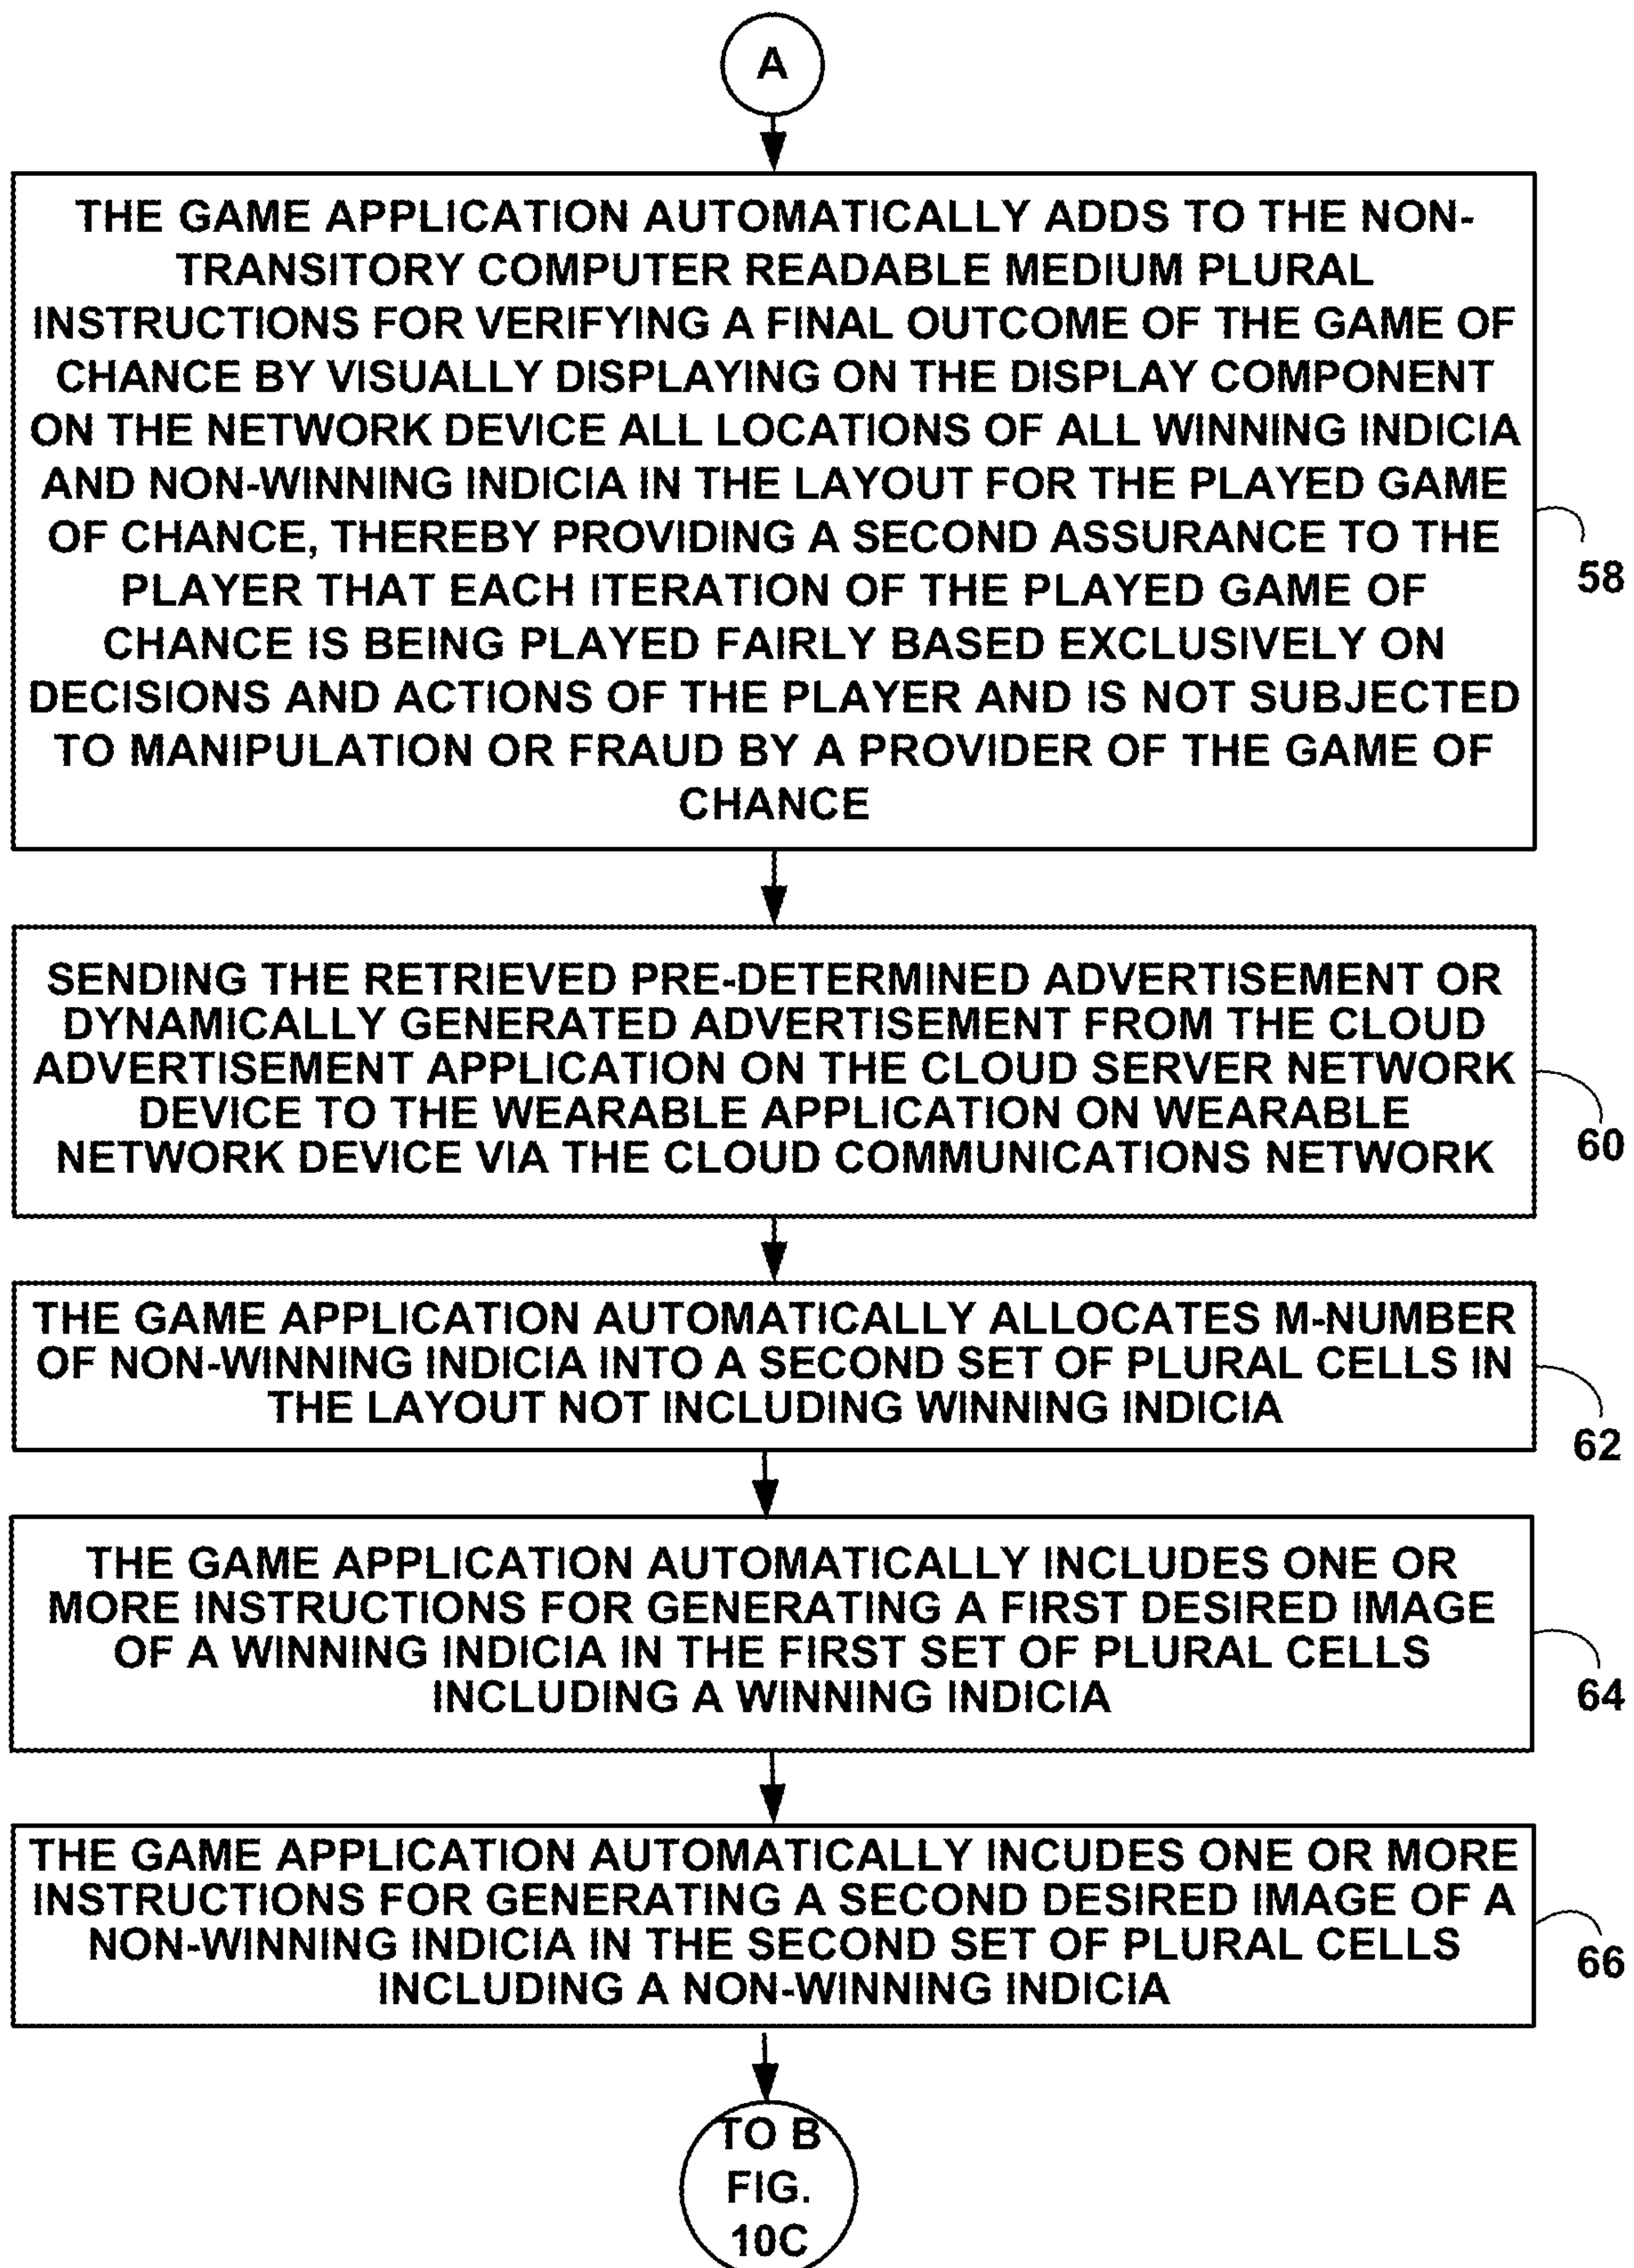 A
THE GAME APPLICATION AUTOMATICALLY ADDS TO THE NON-
TRANSITORY COMPUTER READABLE MEDIUM PLURAL
INSTRUCTIONS FOR VERIFYING A FINAL OUTCOME OF THE GAME OF
CHANCE BY VISUALLY DISPLAYING ON THE DISPLAY COMPONENT
ON THE NETWORK DEVICE ALL LOCATIONS OF ALL WINNING INDICIA
AND NON-WINNING INDICIA IN THE LAYOUT FOR THE PLAYED GAME
OF CHANCE, THEREBY PROVIDING A SECOND ASSURANCE TO THE
PLAYER THAT EACH ITERATION OF THE PLAYED GAME OF
CHANCE IS BEING PLAYED FAIRLY BASED EXCLUSIVELY ON
DECISIONS AND ACTIONS OF THE PLAYER AND IS NOT SUBJECTED
TO MANIPULATION OR FRAUD BY A PROVIDER OF THE GAME OF
CHANCE
58
SENDING THE RETRIEVED PRE-DETERMINED ADVERTISEMENT OR
DYNAMICALLY GENERATED ADVERTISEMENT FROM THE CLOUD
ADVERTISEMENT APPLICATION ON THE CLOUD SERVER NETWORK
DEVICE TO THE WEARABLE APPLICATION ON WEARABLE
NETWORK DEVICE VIA THE CLOUD COMMUNICATIONS NETWORK
60
THE GAME APPLICATION AUTOMATICALLY ALLOCATES M-NUMBER
OF NON-WINNING INDICIA INTO A SECOND SET OF PLURAL CELLS IN
THE LAYOUT NOT INCLUDING WINNING INDICIA
62
THE GAME APPLICATION AUTOMATICALLY INCLUDES ONE OR
MORE INSTRUCTIONS FOR GENERATING A FIRST DESIRED IMAGE
OF A WINNING INDICIA IN THE FIRST SET OF PLURAL CELLS
INCLUDING A WINNING INDICIA
64
THE GAME APPLICATION AUTOMATICALLY INCUDES ONE OR MORE
INSTRUCTIONS FOR GENERATING A SECOND DESIRED IMAGE OF A
NON-WINNING INDICIA IN THE SECOND SET OF PLURAL CELLS
INCLUDING A NON-WINNING INDICIA
66
TO B
FIG.
10C